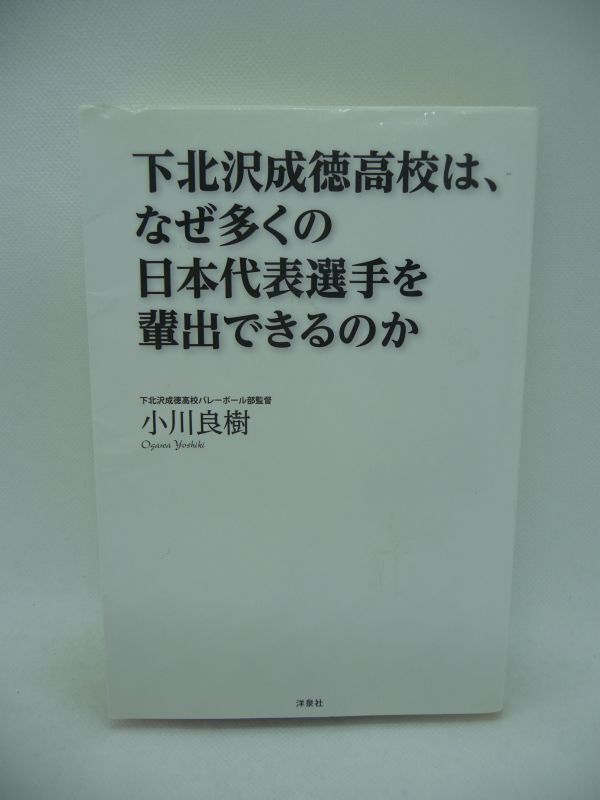 下北沢成徳高校は、
なぜ多くの
日本代表選手を
輩出できるのか
下北沢成徳高校バレーボール部監督
小川良樹
Ogawa Yoshiki
洋泉社